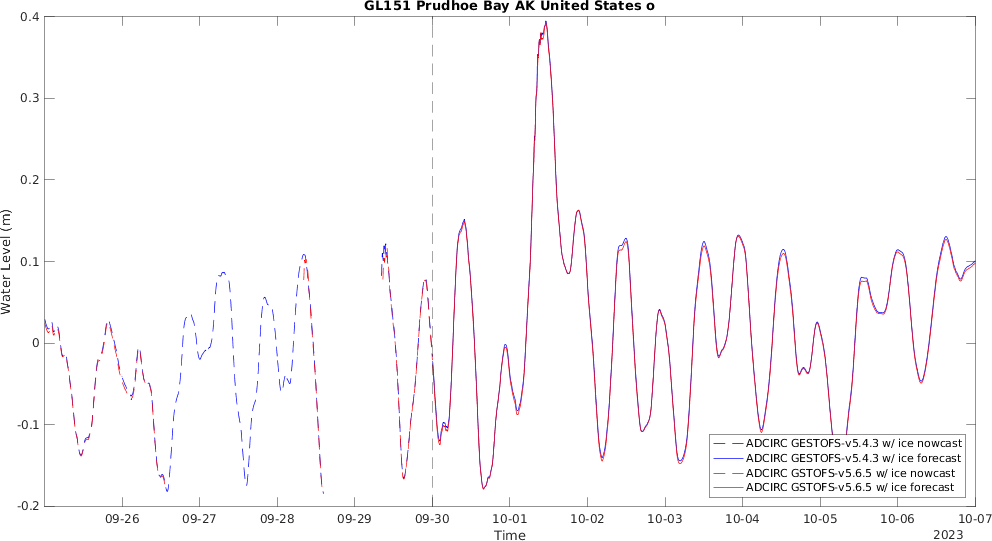 GL151 Prudhoe Bay AK United States o
0.4
0.3
0.2
0.1
0
-0.1
-0.2
Water Level (m)
ADCIRC GESTOFS-v5.4.3 w/ ice nowcast
ADCIRC GESTOFS-v5.4.3 w/ ice forecast
ADCIRC GSTOFS-v5.6.5 w/ ice nowcast
ADCIRC GSTOFS-v5.6.5 w/ ice forecast
09-26 09-27 09-28 09-29 09-30 10-01 10-02 10-03 10-04 10-05 10-06 10-07
Time
2023